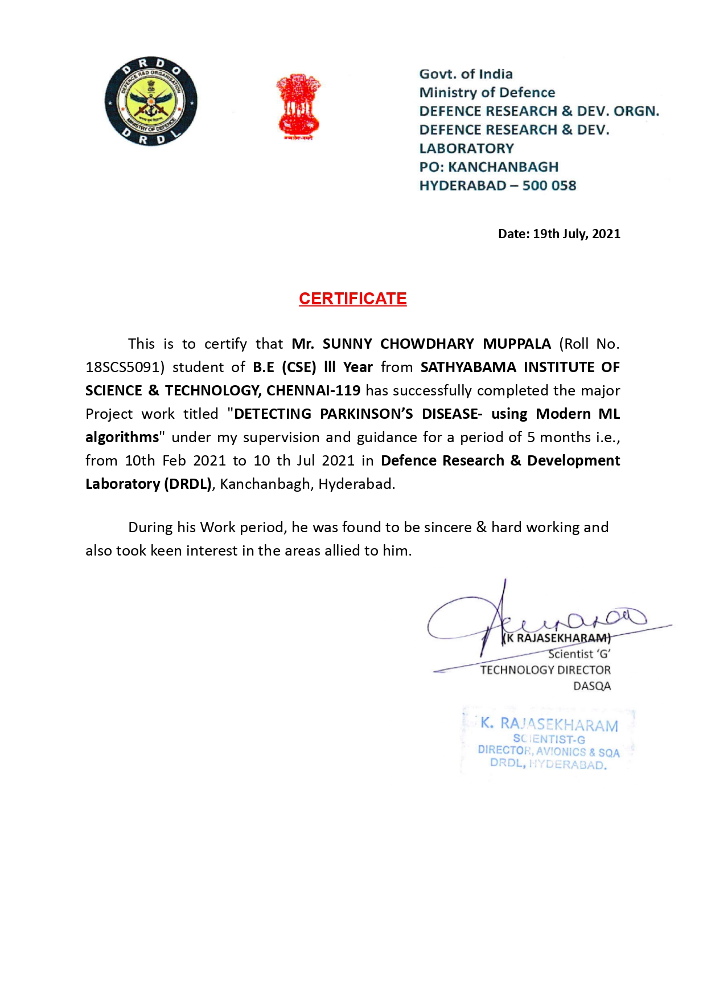 DRDO
DEFENCE R&D ORGANISATION
MINISTRY OF DEFENCE
DRDL
Govt. of India
Ministry of Defence
DEFENCE RESEARCH & DEV. ORGN.
DEFENCE RESEARCH & DEV.
LABORATORY
PO: KANCHANBAGH
HYDERABAD – 500 058
Date: 19th July, 2021
CERTIFICATE
This is to certify that Mr. SUNNY CHOWDHARY MUPPALA (Roll No.
18SCS5091) student of B.E (CSE) lll Year from SATHYABAMA INSTITUTE OF
SCIENCE & TECHNOLOGY, CHENNAI-119 has successfully completed the major
Project work titled "DETECTING PARKINSON’S DISEASE- using Modern ML
algorithms" under my supervision and guidance for a period of 5 months i.e.,
from 10th Feb 2021 to 10 th Jul 2021 in Defence Research & Development
Laboratory (DRDL), Kanchanbagh, Hyderabad.
During his Work period, he was found to be sincere & hard working and
also took keen interest in the areas allied to him.
(K RAJASEKHARAM)
Scientist ‘G’
TECHNOLOGY DIRECTOR
DASQA
K. RAJASEKHARAM
SCIENTIST-G
DIRECTOR, AVIONICS & SQA
DRDL, HYDERABAD.